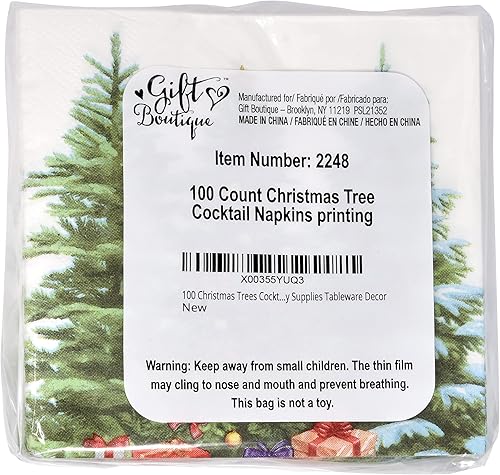 Gift™
Boutique
Manufactured for/ Fabriqué por /Fabricado para:
Gift Boutique – Brooklyn, NY 11219 PSL21352
MADE IN CHINA / FABRIQUÉ EN CHINE / HECHO EN CHINA
Item Number: 2248
100 Count Christmas Tree
Cocktail Napkins printing
X00355YUQ3
100 Christmas Trees Cockt...y Supplies Tableware Decor
New
Warning: Keep away from small children. The thin film
may cling to nose and mouth and prevent breathing.
This bag is not a toy.